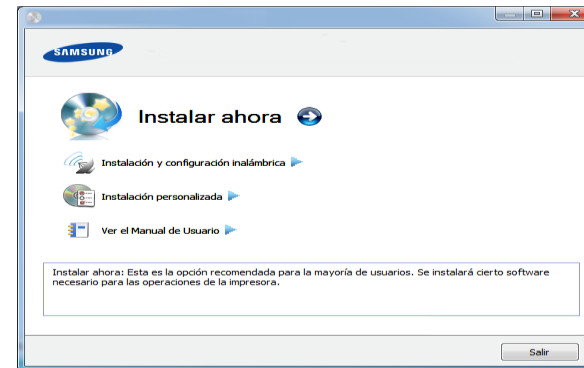 SAMSUNG
Instalar ahora
Instalación y configuración inalámbrica
Instalación personalizada
Ver el Manual de Usuario
Instalar ahora: Esta es la opción recomendada para la mayoría de usuarios. Se instalará cierto software
necesario para las operaciones de la impresora.
Salir